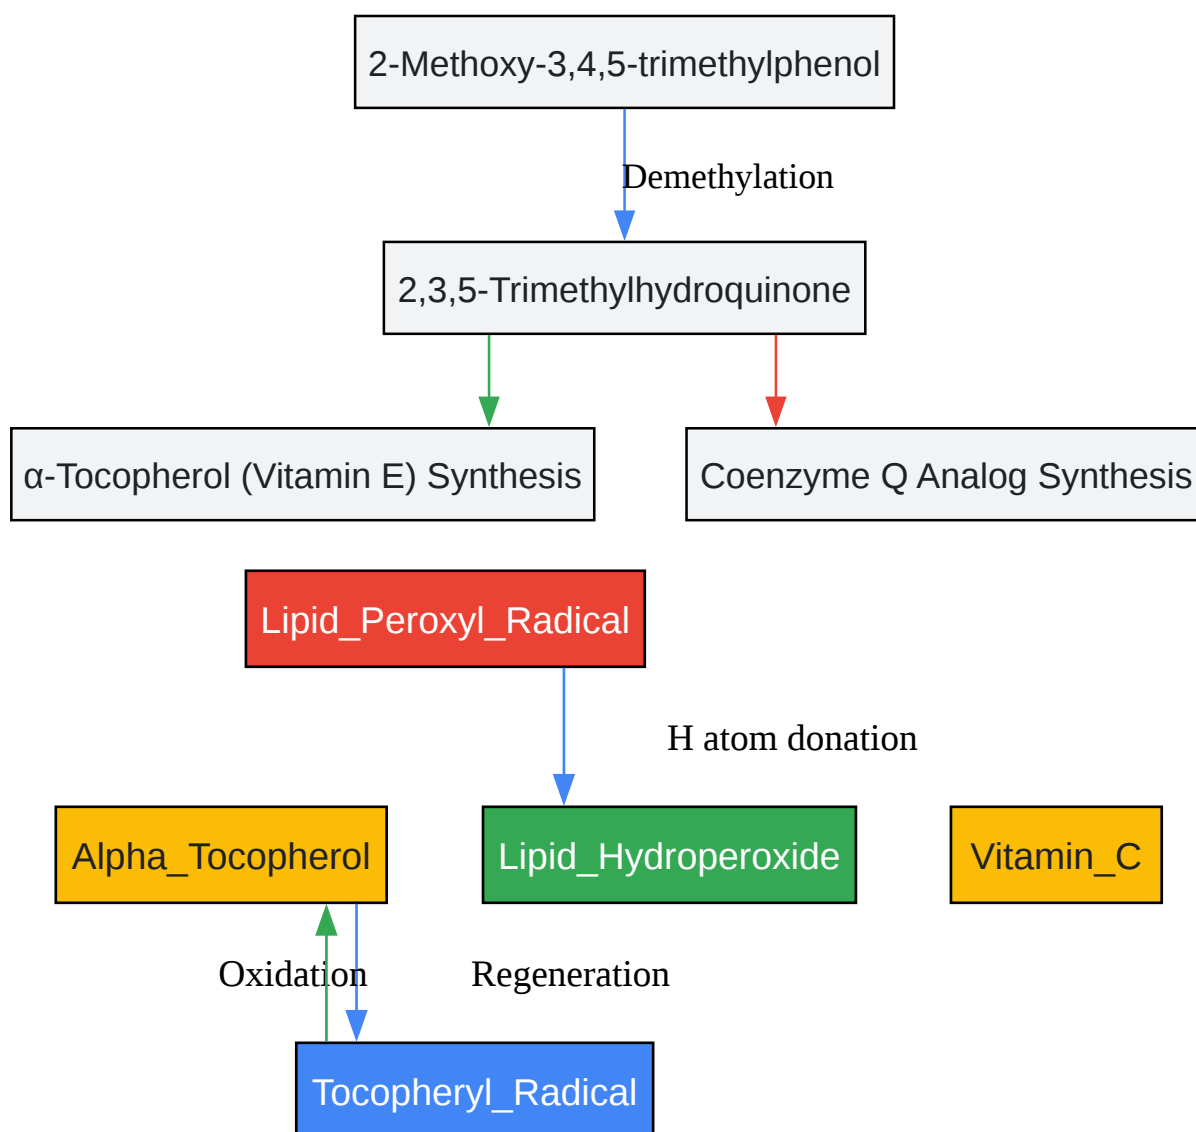 2-Methoxy-3,4,5-trimethylphenol
Demethylation
2,3,5-Trimethylhydroquinone
α-Tocopherol (Vitamin E) Synthesis
Coenzyme Q Analog Synthesis
Lipid_Peroxyl_Radical
H atom donation
Alpha_Tocopherol
Lipid_Hydroperoxide
Vitamin_C
Oxidation
Regeneration
Tocopheryl_Radical